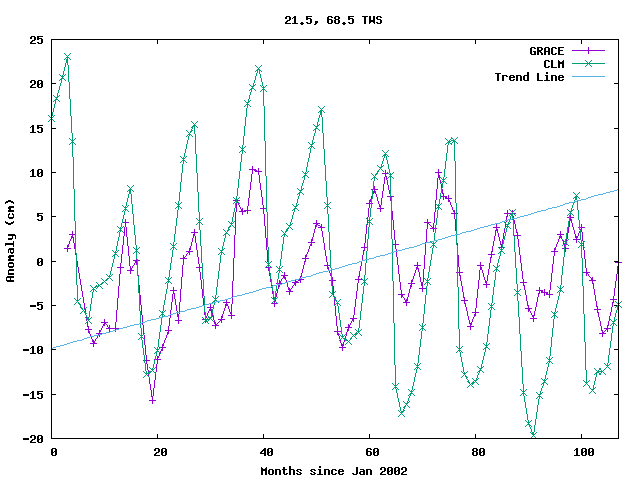 21.5, 68.5 TWS
GRACE
CLM
Trend Line
Anomaly (cm)
25
20
15
10
5
0
-5
-10
-15
-20
0 20 40 60 80 100
Months since Jan 2002